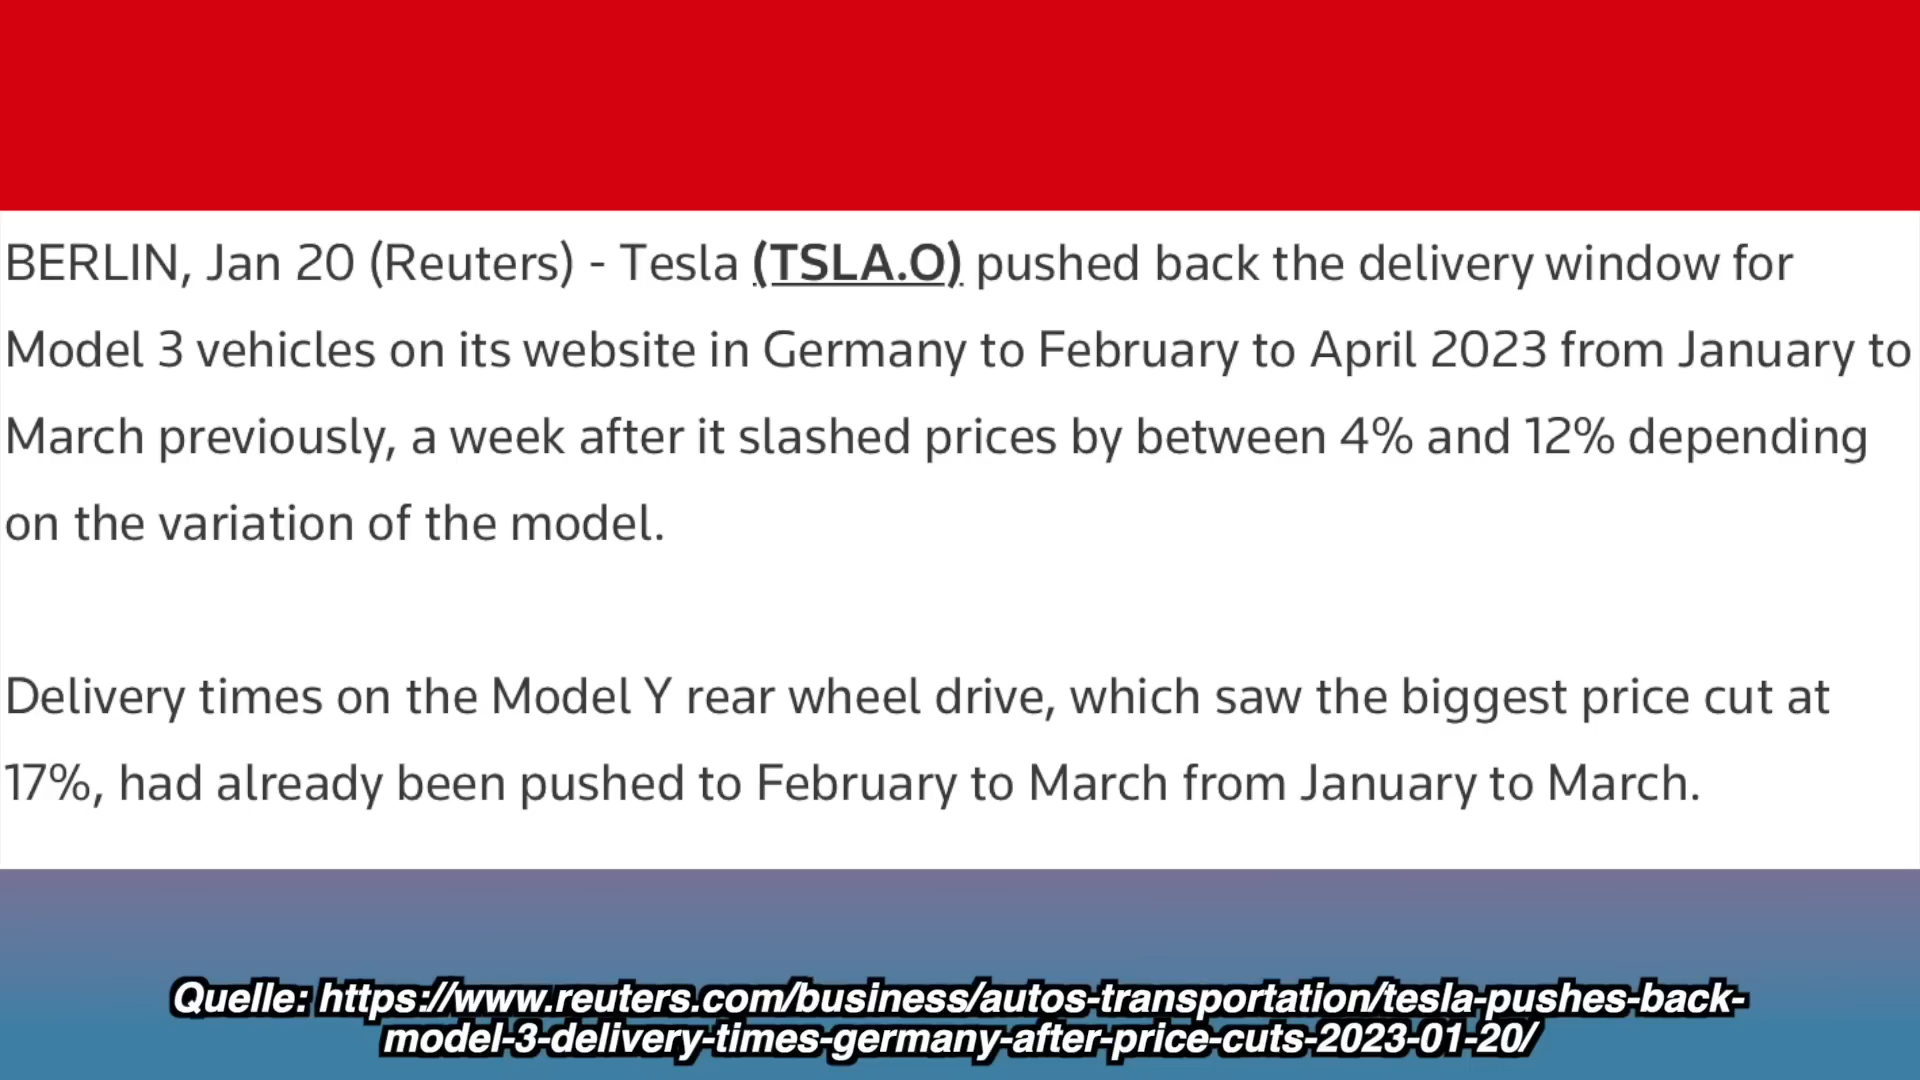 BERLIN, Jan 20 (Reuters) - Tesla (TSLA.O) pushed back the delivery window for
Model 3 vehicles on its website in Germany to February to April 2023 from January to
March previously, a week after it slashed prices by between 4% and 12% depending
on the variation of the model.
Delivery times on the Model Y rear wheel drive, which saw the biggest price cut at
17%, had already been pushed to February to March from January to March.
Quelle: https://www.reuters.com/business/autos-transportation/tesla-pushes-back-
model-3-delivery-times-germany-after-price-cuts-2023-01-20/